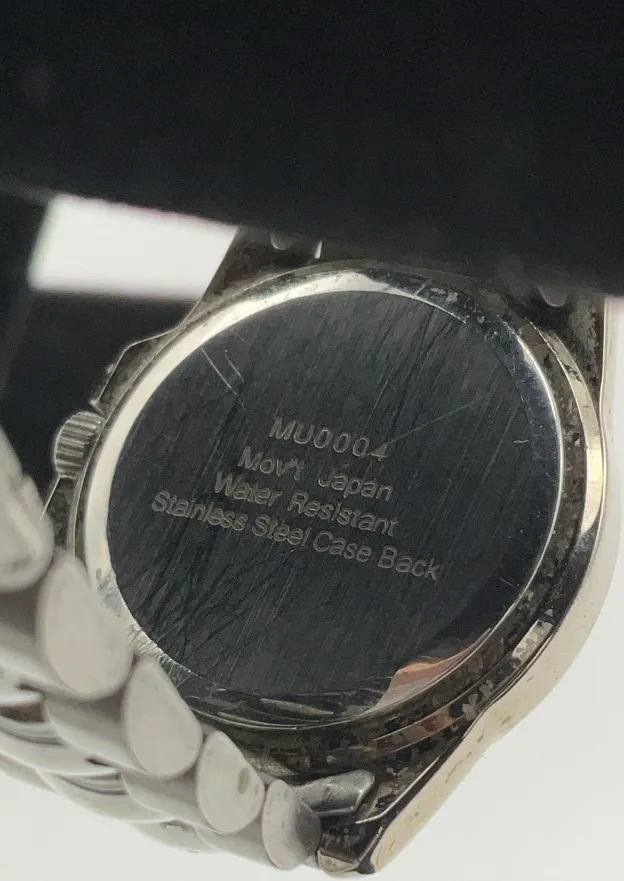 MU0004
Mov't Japan
Water Resistant
Stainless Steel Case Back